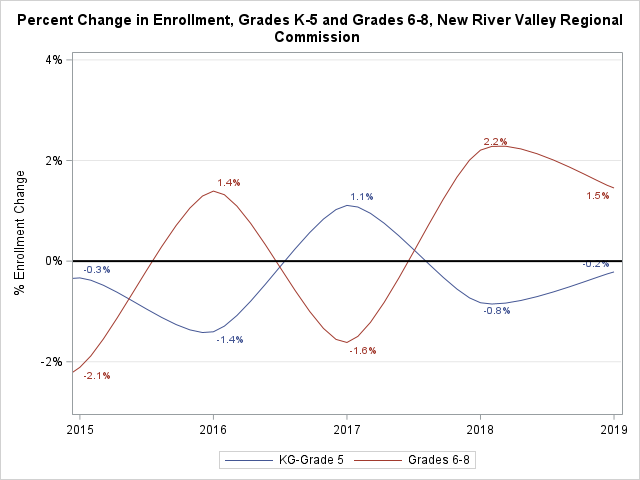 Percent Change in Enrollment, Grades K-5 and Grades 6-8, New River Valley Regional
Commission
4%
2%
0%
-2%
% Enrollment Change
-0.3%
-2.1%
1.4%
-1.4%
1.1%
-1.6%
2.2%
-0.8%
1.5%
-0.2%
2015 2016 2017 2018 2019
KG-Grade 5 Grades 6-8